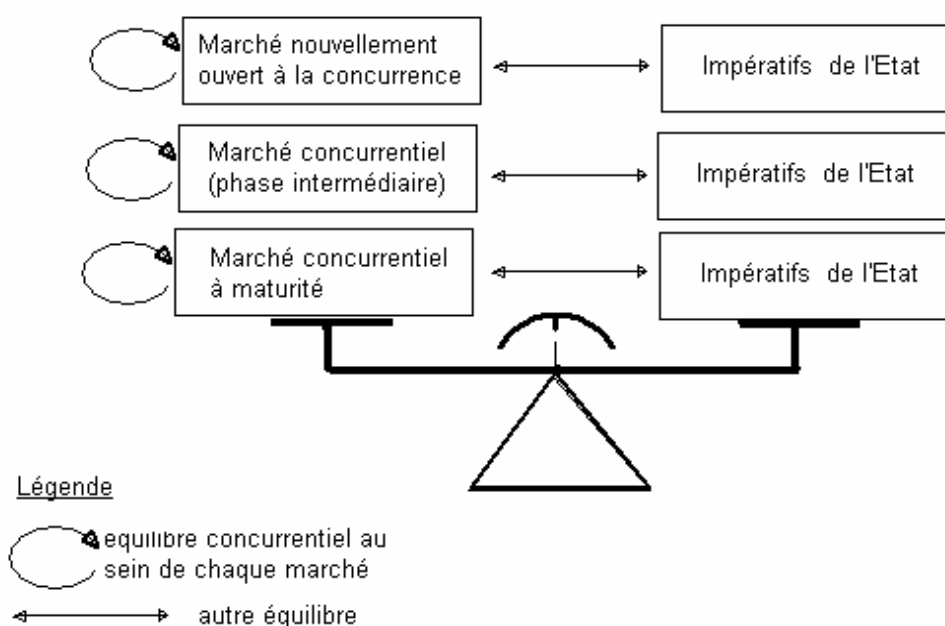 Marché nouvellement
ouvert à la concurrence
Impératifs de l'Etat
Marché concurrentiel
(phase intermédiaire)
Impératifs de l'Etat
Marché concurrentiel
à maturité
Impératifs de l'Etat
Légende
equilibre concurrentiel au
sein de chaque marché
autre équilibre